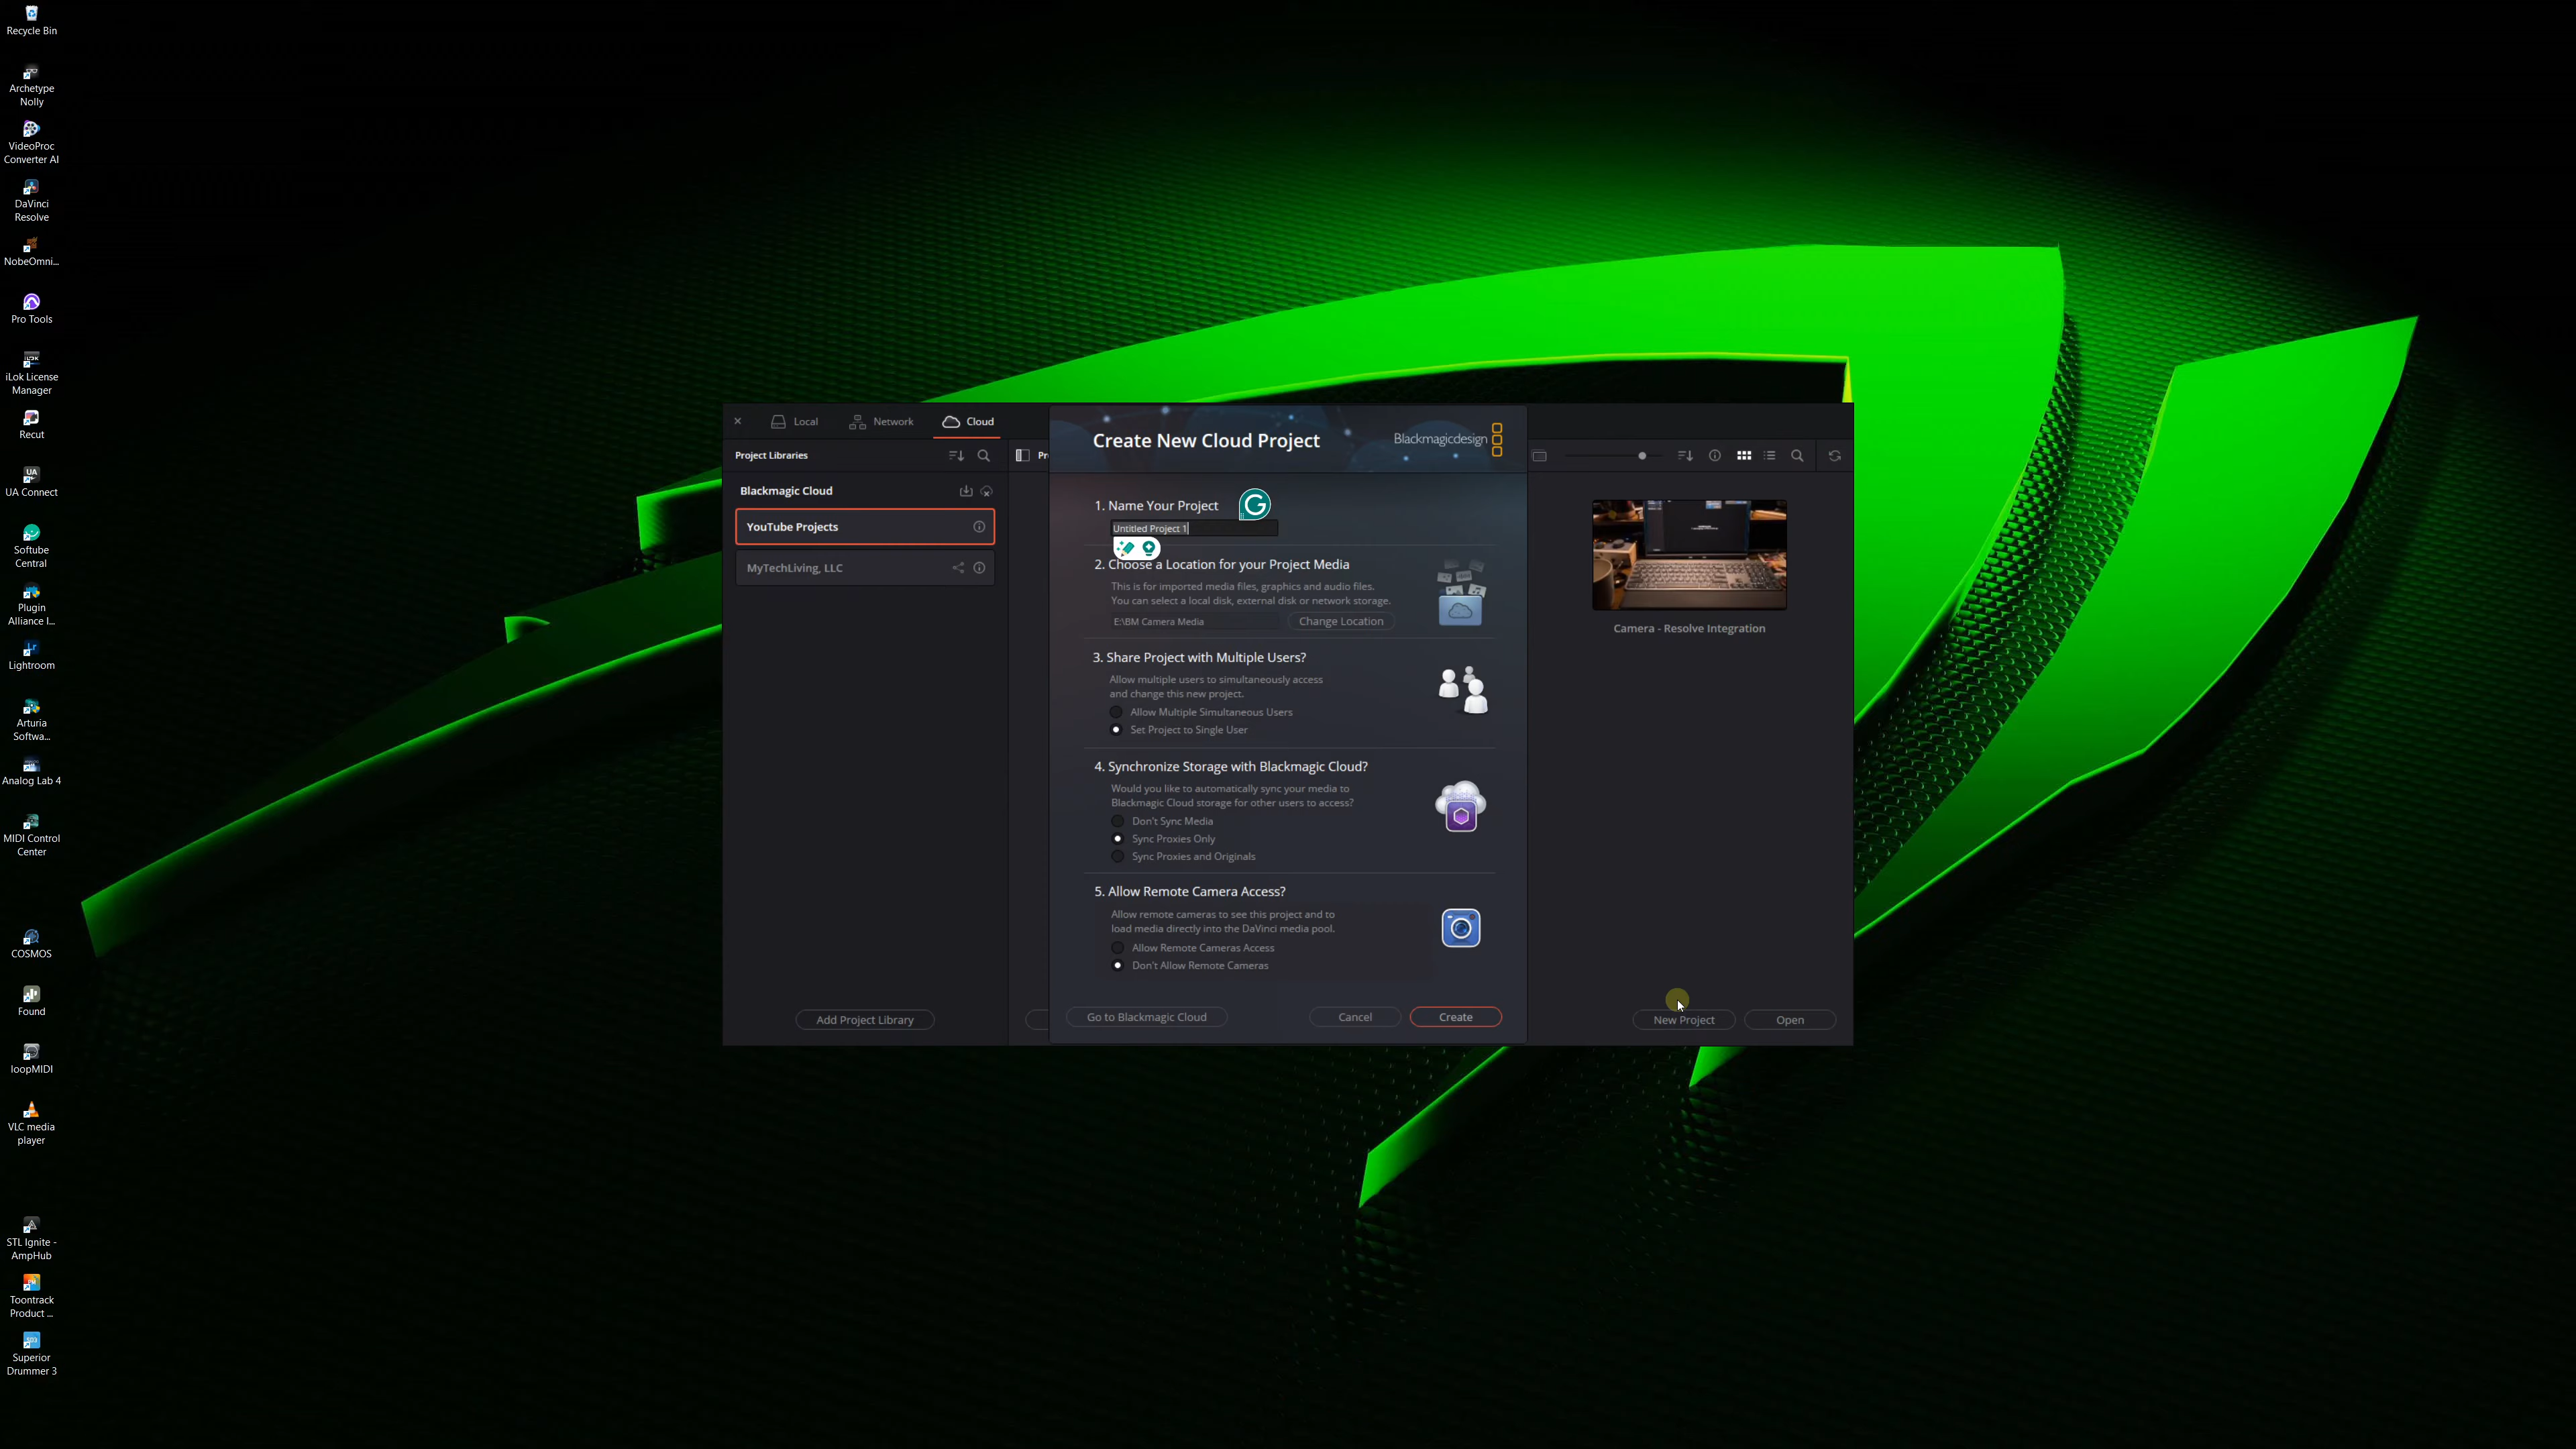 Recycle Bin
Archetype
Nolly
VideoProc
Converter AI
DaVinci
Resolve
NobeOmni...
Pro Tools
iLok License
Manager
Recut
UA Connect
Softube
Central
Plugin
Alliance I...
Lightroom
Arturia
Softwa...
Analog Lab 4
MIDI Control
Center
COSMOS
Found
loopMIDI
VLC media
player
STL Ignite -
AmpHub
Toontrack
Product ...
Superior
Drummer 3
Local
Network
Cloud
Project Libraries
Blackmagic Cloud
YouTube Projects
MyTechLiving, LLC
Add Project Library
Pr
Create New Cloud Project
Blackmagicdesign
1. Name Your Project
Untitled Project 1
2. Choose a Location for your Project Media
This is for imported media files, graphics and audio files.
You can select a local disk, external disk or network storage.
E:\BM Camera Media
Change Location
3. Share Project with Multiple Users?
Allow multiple users to simultaneously access
and change this new project.
Allow Multiple Simultaneous Users
Set Project to Single User
4. Synchronize Storage with Blackmagic Cloud?
Would you like to automatically sync your media to
Blackmagic Cloud storage for other users to access?
Don't Sync Media
Sync Proxies Only
Sync Proxies and Originals
5. Allow Remote Camera Access?
Allow remote cameras to see this project and to
load media directly into the DaVinci media pool.
Allow Remote Cameras Access
Don't Allow Remote Cameras
Go to Blackmagic Cloud
Cancel
Create
Camera - Resolve Integration
New Project
Open